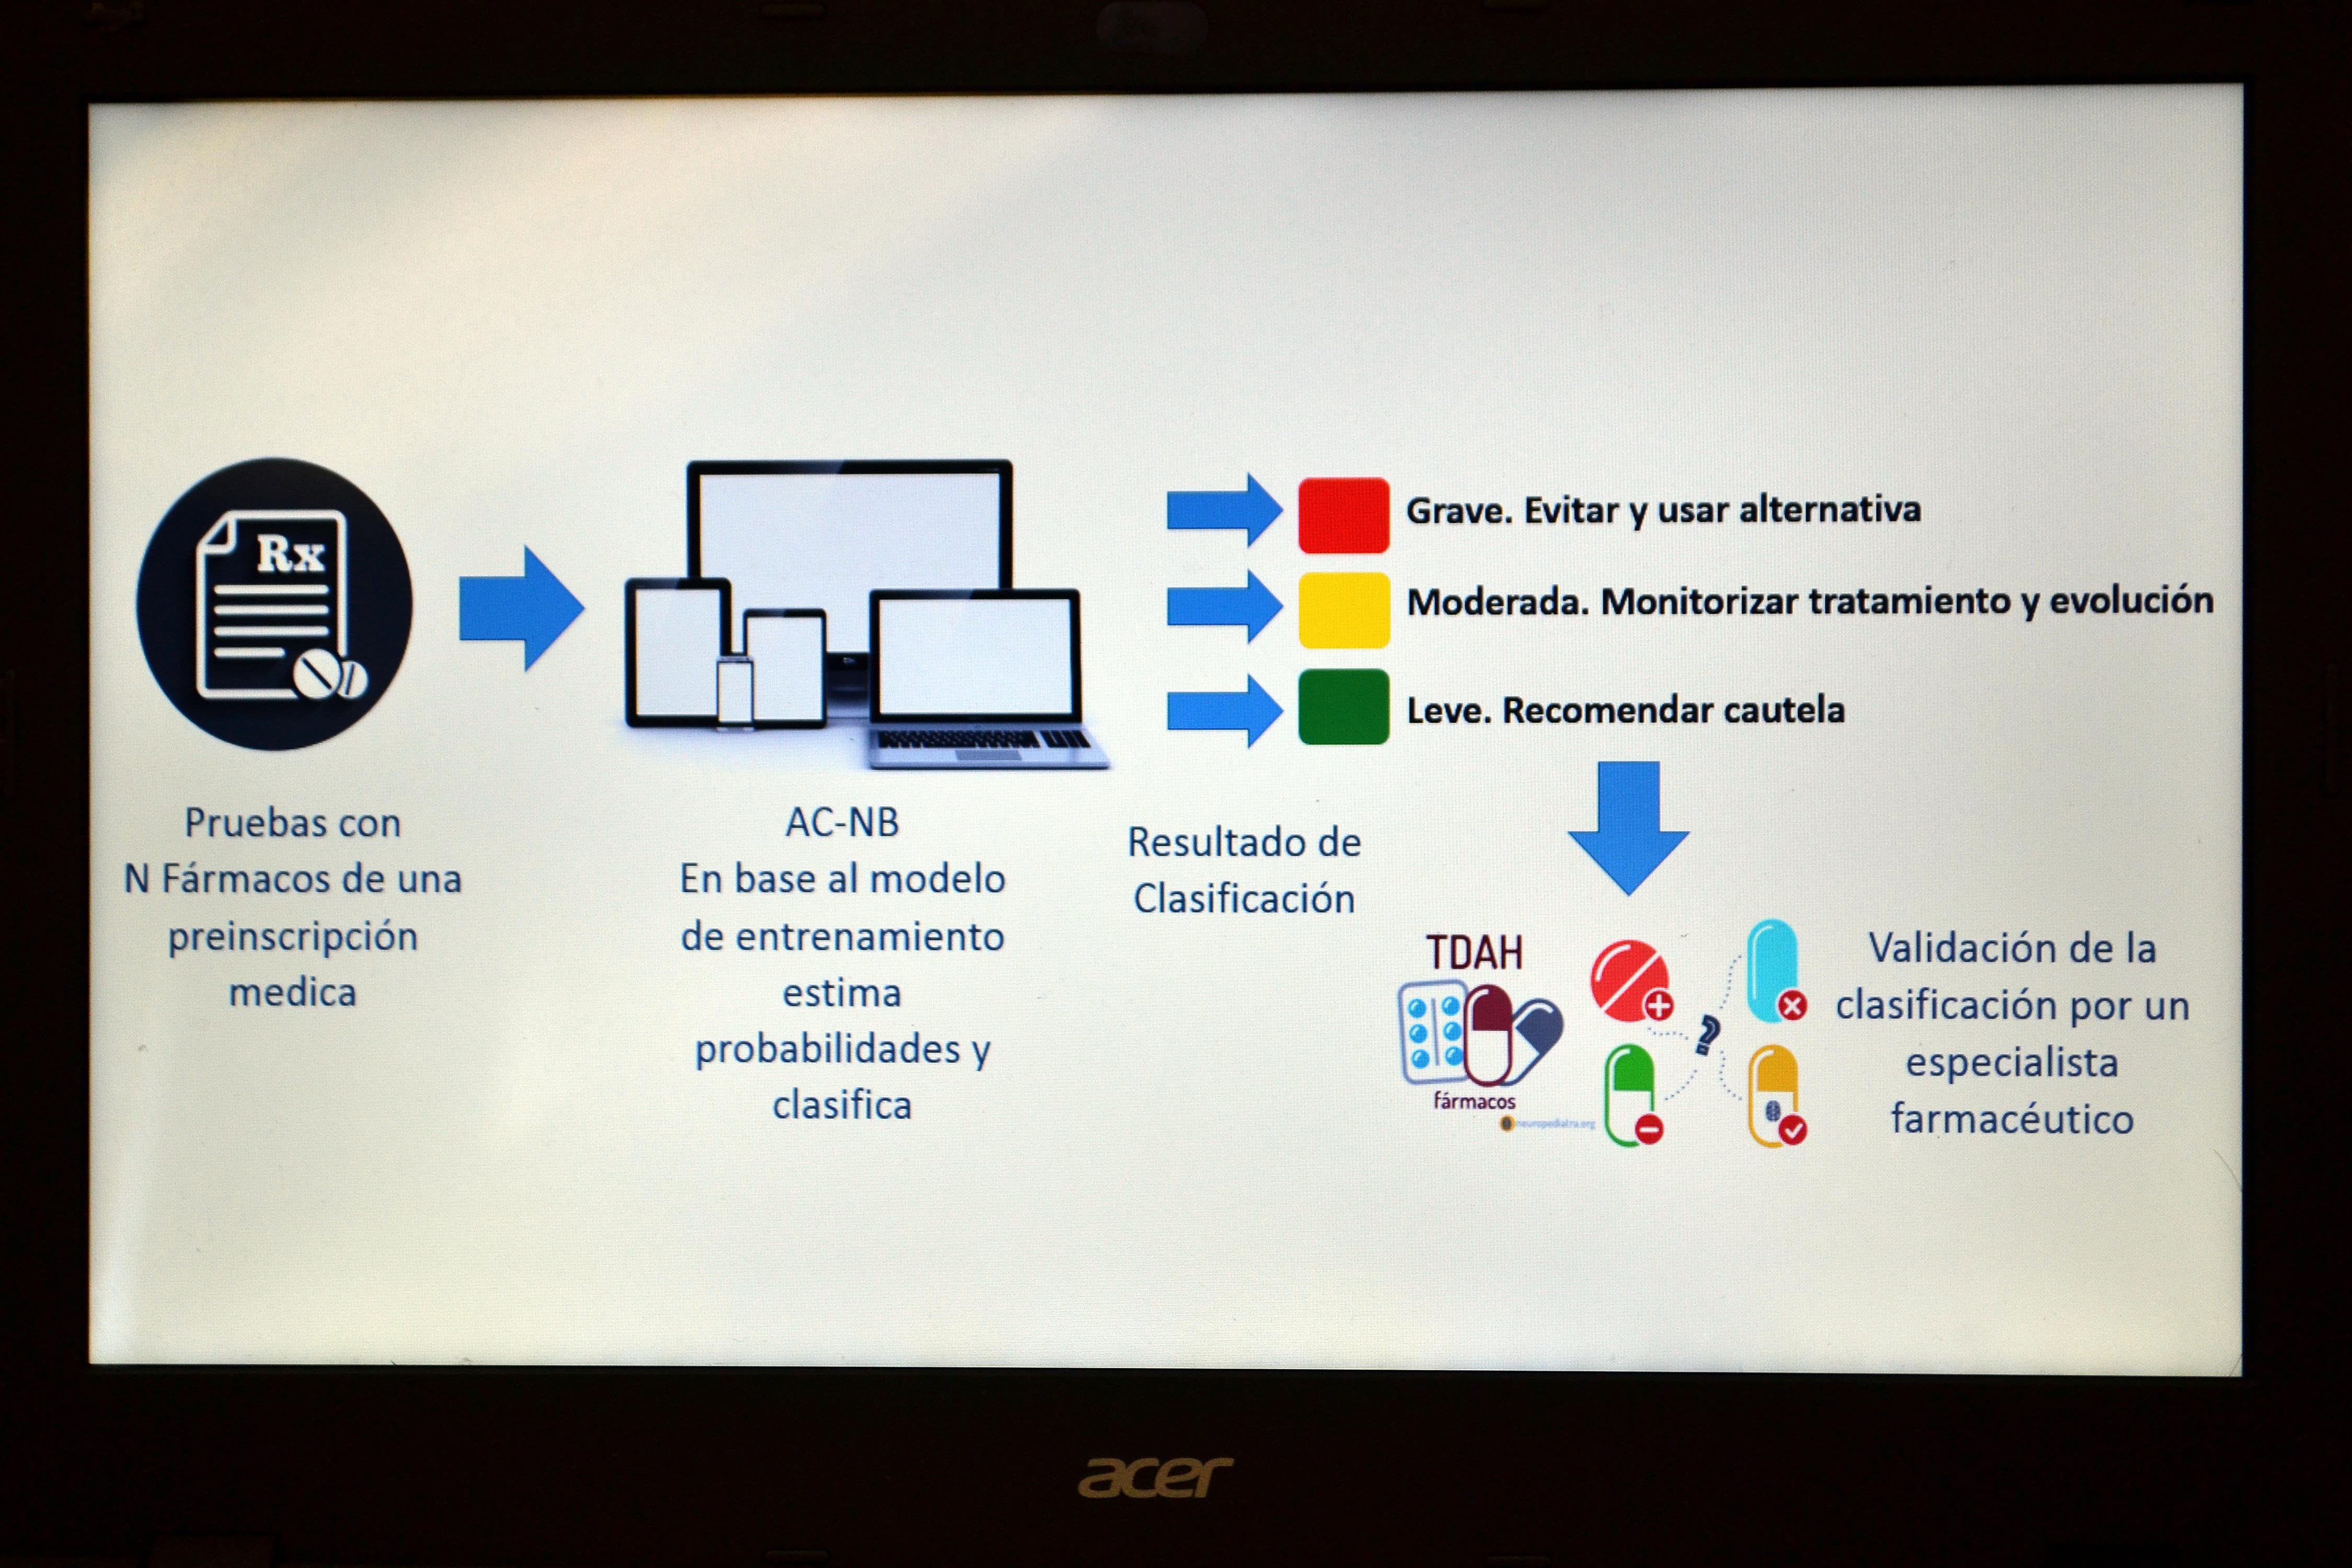 Rx
Pruebas con
N Fármacos de una
preinscripción
medica
AC-NB
En base al modelo
de entrenamiento
estima
probabilidades y
clasifica
Grave. Evitar y usar alternativa
Moderada. Monitorizar tratamiento y evolución
Leve. Recomendar cautela
Resultado de
Clasificación
TDAH
fármacos
neuropediatra.org
?
Validación de la
clasificación por un
especialista
farmacéutico
acer